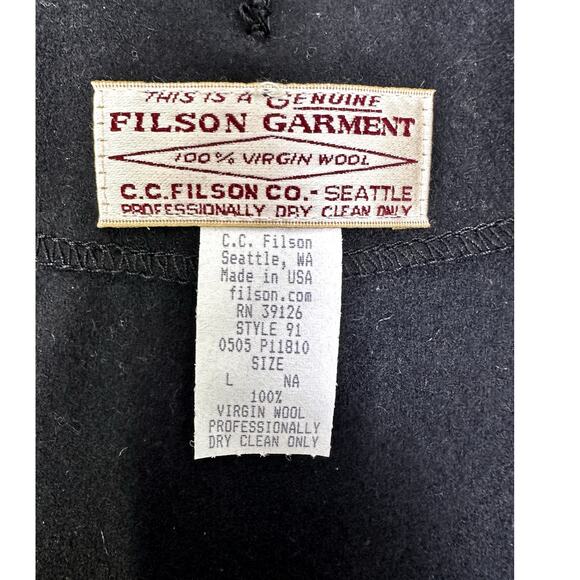 THIS IS A GENUINE
FILSON GARMENT
100% VIRGIN WOOL
C.C.FILSON CO.- SEATTLE
PROFESSIONALLY DRY CLEAN ONLY
C.C. Filson
Seattle, WA
Made in USA
filson.com
RN 39126
STYLE 91
0505 P11810
SIZE
L NA
100%
VIRGIN WOOL
PROFESSIONALLY
DRY CLEAN ONLY